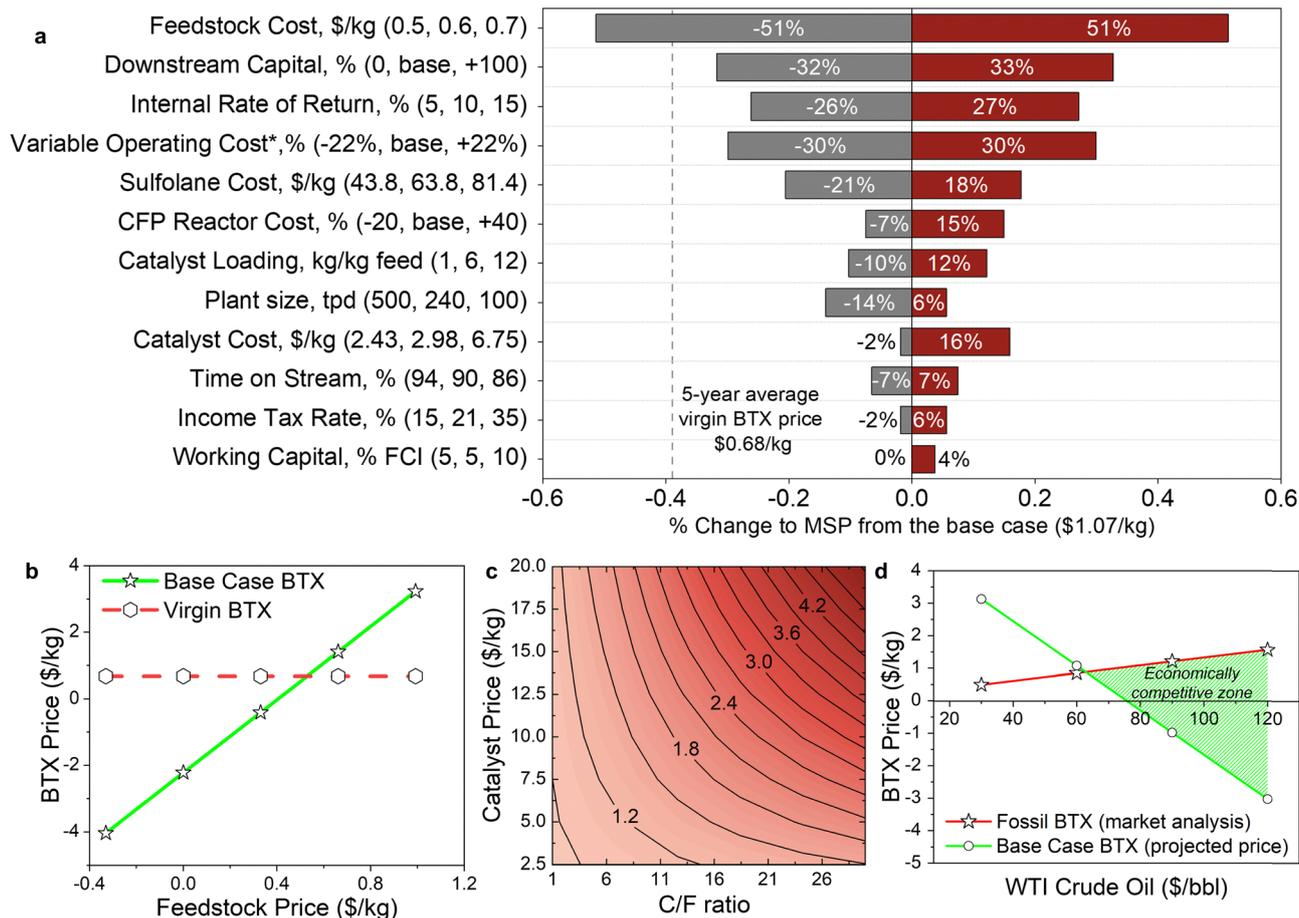 a
Feedstock Cost, $/kg (0.5, 0.6, 0.7)
-51%
51%
Downstream Capital, % (0, base, +100)
-32%
33%
Internal Rate of Return, % (5, 10, 15)
-26%
27%
Variable Operating Cost*,% (-22%, base, +22%)
-30%
30%
Sulfolane Cost, $/kg (43.8, 63.8, 81.4)
-21%
18%
CFP Reactor Cost, % (-20, base, +40)
-7%
15%
Catalyst Loading, kg/kg feed (1, 6, 12)
-10%
12%
Plant size, tpd (500, 240, 100)
-14%
6%
Catalyst Cost, $/kg (2.43, 2.98, 6.75)
-2%
16%
Time on Stream, % (94, 90, 86)
-7%
7%
Income Tax Rate, % (15, 21, 35)
-2%
6%
Working Capital, % FCI (5, 5, 10)
0%
4%
5-year average
virgin BTX price
$0.68/kg
-0.6 -0.4 -0.2 0.0 0.2 0.4 0.6
% Change to MSP from the base case ($1.07/kg)
b
Base Case BTX
Virgin BTX
4
2
0
-2
-4
BTX Price ($/kg)
-0.4 0.0 0.4 0.8 1.2
Feedstock Price ($/kg)
c
20.0
17.5
15.0
12.5
10.0
7.5
5.0
2.5
Catalyst Price ($/kg)
4.2
3.6
3.0
2.4
1.8
1.2
1 6 11 16 21 26
C/F ratio
d
4
3
2
1
0
-1
-2
-3
-4
-5
BTX Price ($/kg)
Economically
competitive zone
20 40 60 80 100 120
Fossil BTX (market analysis)
Base Case BTX (projected price)
WTI Crude Oil ($/bbl)